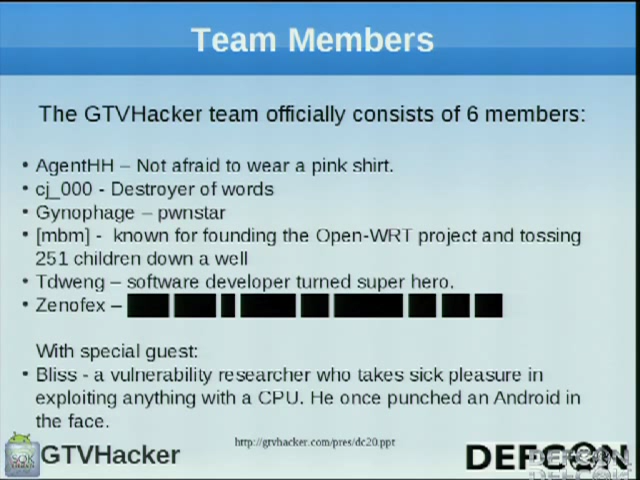 Team Members
The GTVHacker team officially consists of 6 members:
• AgentHH – Not afraid to wear a pink shirt.
• cj_000 - Destroyer of words
• Gynophage – pwnstar
• [mbm] - known for founding the Open-WRT project and tossing
251 children down a well
• Tdweng – software developer turned super hero.
• Zenofex –
With special guest:
• Bliss - a vulnerability researcher who takes sick pleasure in
exploiting anything with a CPU. He once punched an Android in
the face.
http://gtvhacker.com/pres/dc20.ppt
GTVHacker
DEFCON
DEFCON